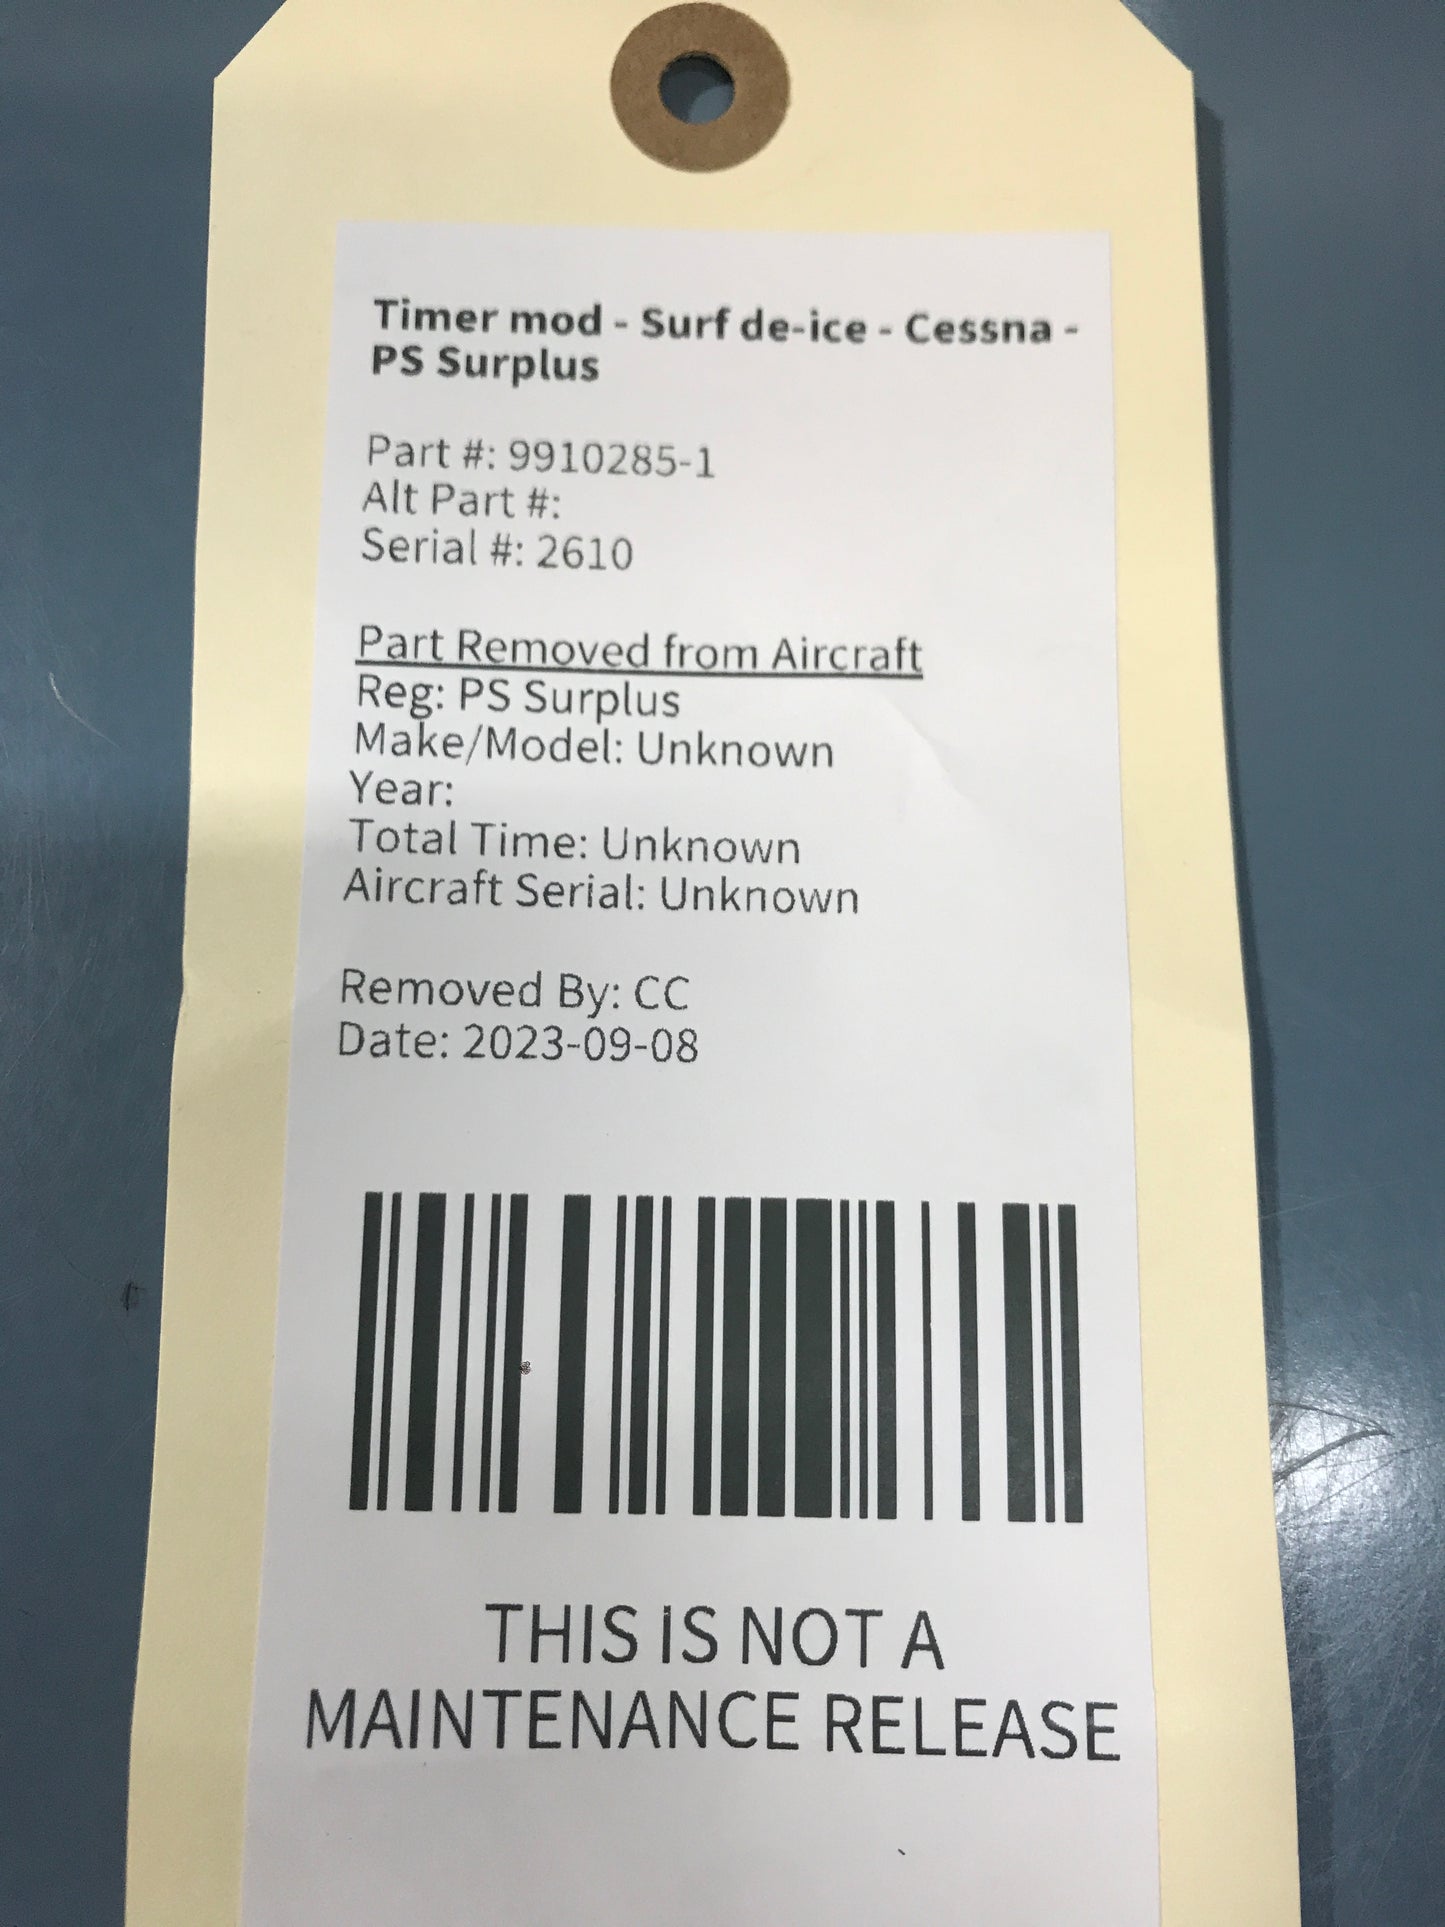 Timer mod - Surf de-ice - Cessna -
PS Surplus
Part #: 9910285-1
Alt Part #:
Serial #: 2610
Part Removed from Aircraft
Reg: PS Surplus
Make/Model: Unknown
Year:
Total Time: Unknown
Aircraft Serial: Unknown
Removed By: CC
Date: 2023-09-08
THIS IS NOT A
MAINTENANCE RELEASE